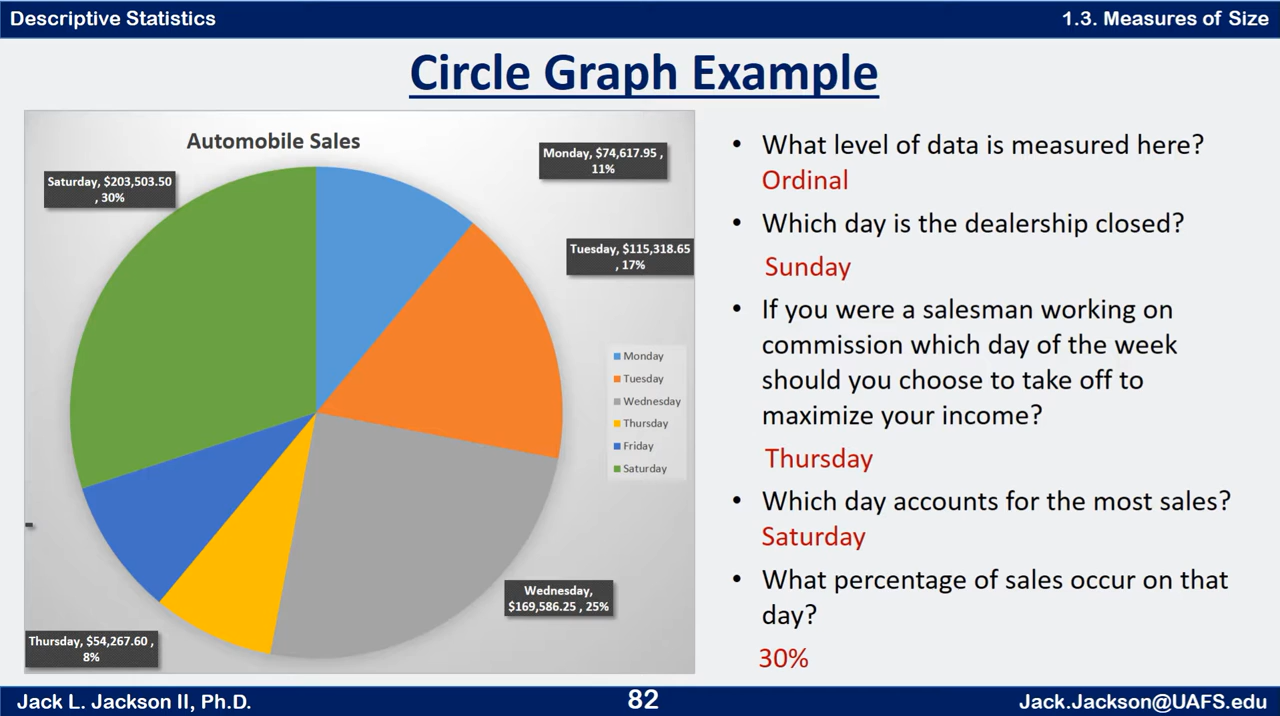 Descriptive Statistics
1.3. Measures of Size
Circle Graph Example
Automobile Sales
Monday, $74,617.95 ,
11%
Saturday, $203,503.50
, 30%
Tuesday, $115,318.65
, 17%
Monday
Tuesday
Wednesday
Thursday
Friday
Saturday
Wednesday,
$169,586.25 , 25%
Thursday, $54,267.60 ,
8%
• What level of data is measured here?
Ordinal
• Which day is the dealership closed?
Sunday
• If you were a salesman working on
commission which day of the week
should you choose to take off to
maximize your income?
Thursday
• Which day accounts for the most sales?
Saturday
• What percentage of sales occur on that
day?
30%
Jack L. Jackson II, Ph.D.
82
Jack.Jackson@UAFS.edu